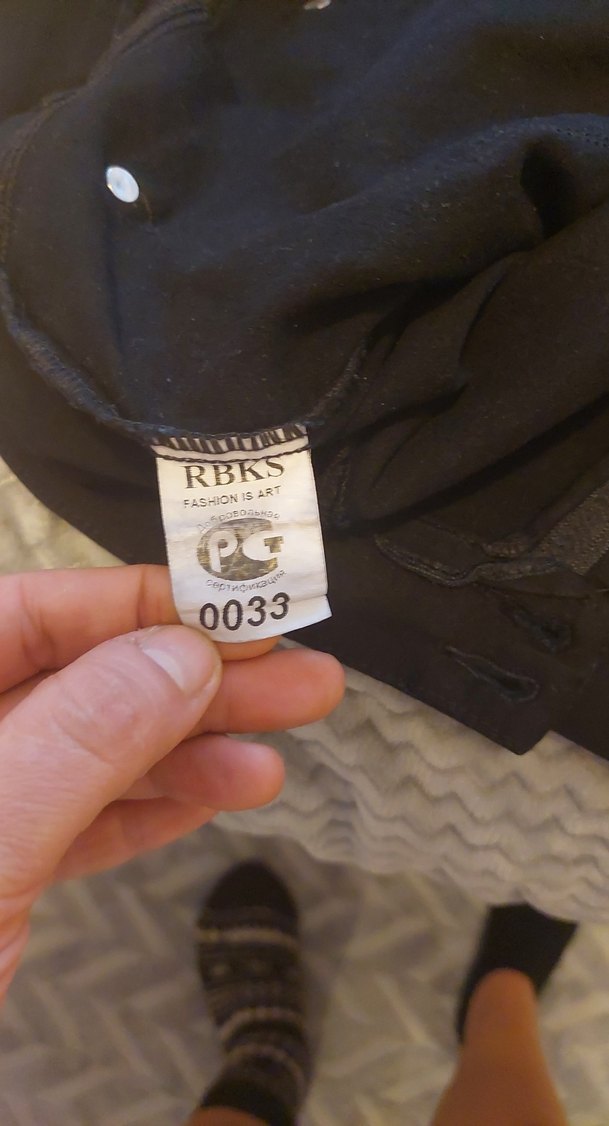 RBKS
FASHION IS ART
Добровольная
РСТ
сертификация
0033